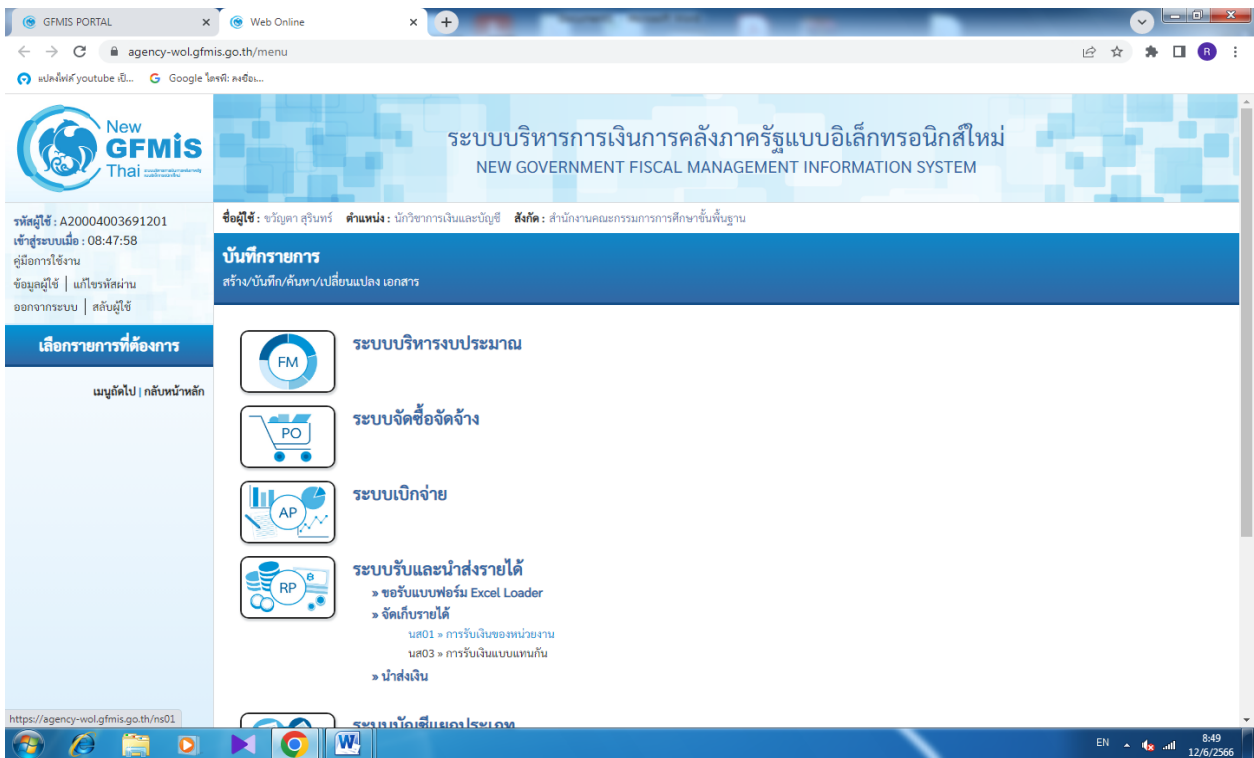 GFMIS PORTAL
Web Online
agency-wol.gfmis.go.th/menu
R
แปลงไฟล์ youtube เป็...
Google ไดรฟ์: ลงชื่อเ...
New
GFMiS
Thai
ระบบบริหารการเงินการคลังภาครัฐแบบอิเล็กทรอนิกส์ใหม่
NEW GOVERNMENT FISCAL MANAGEMENT INFORMATION SYSTEM
รหัสผู้ใช้ : A20004003691201
เข้าสู่ระบบเมื่อ : 08:47:58
คู่มือการใช้งาน
ข้อมูลผู้ใช้ | แก้ไขรหัสผ่าน
ออกจากระบบ | สลับผู้ใช้
ชื่อผู้ใช้ : ขวัญตา สุรินทร์ ตำแหน่ง : นักวิชาการเงินและบัญชี สังกัด : สำนักงานคณะกรรมการการศึกษาขั้นพื้นฐาน
บันทึกรายการ
สร้าง/บันทึก/ค้นหา/เปลี่ยนแปลง เอกสาร
เลือกรายการที่ต้องการ
เมนูถัดไป | กลับหน้าหลัก
FM
ระบบบริหารงบประมาณ
PO
ระบบจัดซื้อจัดจ้าง
AP
ระบบเบิกจ่าย
RP
ระบบรับและนำส่งรายได้
» ขอรับแบบฟอร์ม Excel Loader
» จัดเก็บรายได้
นส01 » การรับเงินของหน่วยงาน
นส03 » การรับเงินแบบแทนกัน
» นำส่งเงิน
ระบบบัญชีแยกประเภท
https://agency-wol.gfmis.go.th/ns01
EN
8:49
12/6/2566